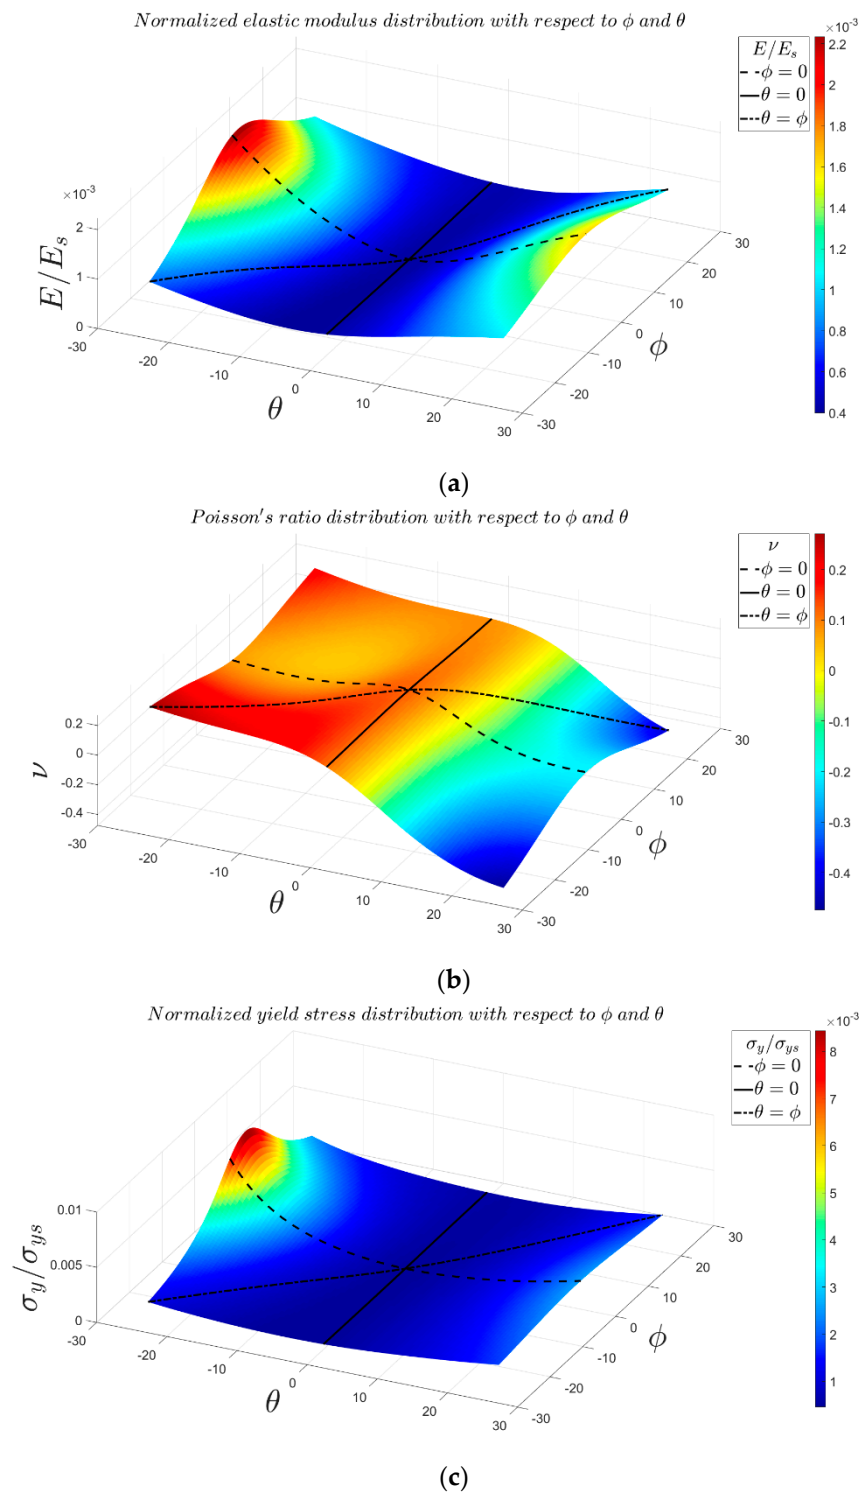 Normalized elastic modulus distribution with respect to ϕ and θ
×10⁻³
E/Eₛ
ϕ = 0
θ = 0
θ = ϕ
2.2
2
1.8
1.6
1.4
1.2
1
0.8
0.6
0.4
×10⁻³
2
1
0
E/Eₛ
-30
-20
-10
0
10
20
30
θ
-30
-20
-10
0
10
20
30
ϕ
(a)
Poisson's ratio distribution with respect to ϕ and θ
ν
ϕ = 0
θ = 0
θ = ϕ
0.2
0.1
0
-0.1
-0.2
-0.3
-0.4
0.2
0
-0.2
-0.4
ν
-30
-20
-10
0
10
20
30
θ
-30
-20
-10
0
10
20
30
ϕ
(b)
Normalized yield stress distribution with respect to ϕ and θ
×10⁻³
σ_y/σ_ys
ϕ = 0
θ = 0
θ = ϕ
8
7
6
5
4
3
2
1
0.01
0.005
0
σ_y/σ_ys
-30
-20
-10
0
10
20
30
θ
-30
-20
-10
0
10
20
30
ϕ
(c)